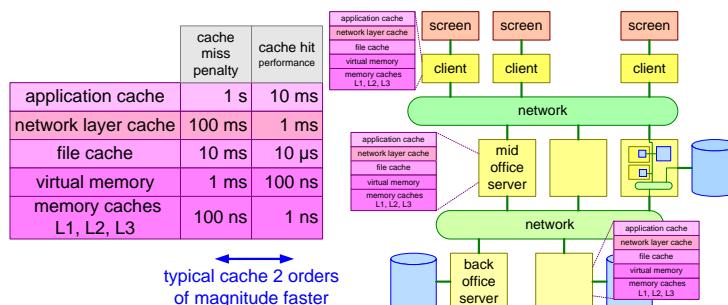 cache
miss
penalty
cache hit
performance
application cache 1 s 10 ms
network layer cache 100 ms 1 ms
file cache 10 ms 10 µs
virtual memory 1 ms 100 ns
memory caches
L1, L2, L3
100 ns 1 ns
typical cache 2 orders
of magnitude faster
application cache
network layer cache
file cache
virtual memory
memory caches
L1, L2, L3
screen screen screen
client client client
network
application cache
network layer cache
file cache
virtual memory
memory caches
L1, L2, L3
mid
office
server
network
back
office
server
application cache
network layer cache
file cache
virtual memory
memory caches
L1, L2, L3